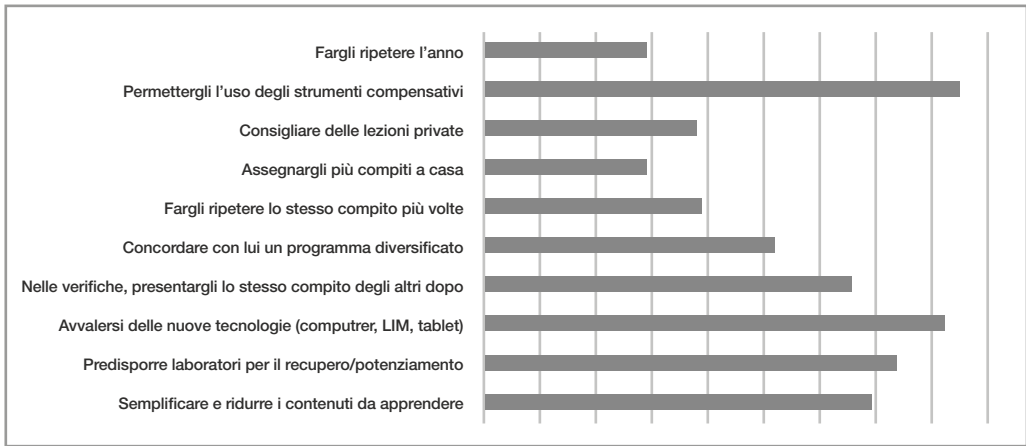 Fargli ripetere l’anno
Permettergli l’uso degli strumenti compensativi
Consigliare delle lezioni private
Assegnargli più compiti a casa
Fargli ripetere lo stesso compito più volte
Concordare con lui un programma diversificato
Nelle verifiche, presentargli lo stesso compito degli altri dopo
Avvalersi delle nuove tecnologie (computrer, LIM, tablet)
Predisporre laboratori per il recupero/potenziamento
Semplificare e ridurre i contenuti da apprendere